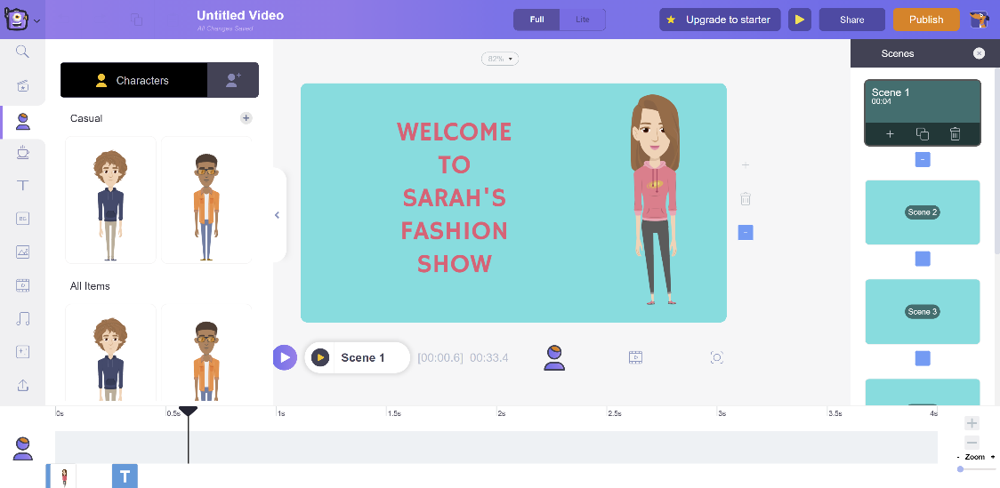 Untitled Video
All Changes Saved
Full
Lite
Upgrade to starter
Share
Publish
Characters
82%
Scenes
Casual
All Items
WELCOME
TO
SARAH'S
FASHION
SHOW
Scene 1
00:04
Scene 2
Scene 3
BG
Scene 1
[00:00.6] 00:33.4
0s
0.5s
1s
1.5s
2s
2.5s
3s
3.5s
4s
T
- Zoom +